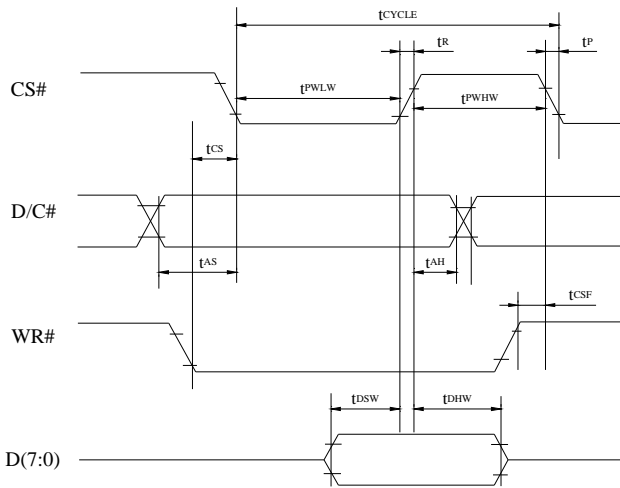 tCYCLE
tR
tP
CS#
tPWLW
tPWHW
tCS
D/C#
tAS
tAH
tCSF
WR#
tDSW
tDHW
D(7:0)